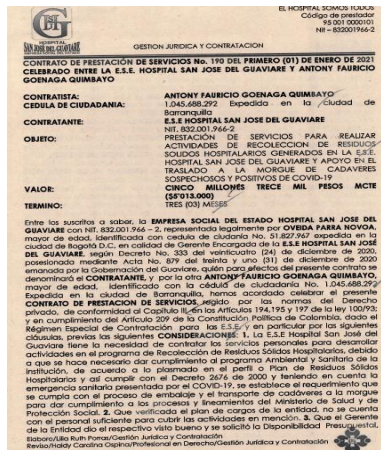 EL HOSPITAL SOMOS TODOS
Código de prestador
95 001 0000101
Nit – 832001966-2
HOSPITAL
SAN JOSE DEL GUAVIARE
GESTION JURIDICA Y CONTRATACION
CONTRATO DE PRESTACIÓN DE SERVICIOS No. 190 DEL PRIMERO (01) DE ENERO DE 2021
CELEBRADO ENTRE LA E.S.E. HOSPITAL SAN JOSE DEL GUAVIARE Y ANTONY FAURICIO
GOENAGA QUIMBAYO
CONTRATISTA: ANTONY FAURICIO GOENAGA QUIMBAYO
CEDULA DE CIUDADANIA: 1.045.688.292 Expedida en la ciudad de
Barranquilla
CONTRATANTE: E.S.E HOSPITAL SAN JOSE DEL GUAVIARE
NIT. 832.001.966-2
OBJETO: PRESTACIÓN DE SERVICIOS PARA REALIZAR
ACTIVIDADES DE RECOLECCION DE RESIDUOS
SOLIDOS HOSPITALARIOS GENERADOS EN LA E.S.E.
HOSPITAL SAN JOSE DEL GUAVIARE Y APOYO EN EL
TRASLADO A LA MORGUE DE CADAVERES
SOSPECHOSOS Y POSITIVOS DE COVID-19
VALOR: CINCO MILLONES TRECE MIL PESOS MCTE
($5'013.000)
TERMINO: TRES (03) MESES
Entre los suscritos a saber, la EMPRESA SOCIAL DEL ESTADO HOSPITAL SAN JOSE DEL
GUAVIARE con NIT. 832.001.966 – 2, representada legalmente por OVEIDA PARRA NOVOA,
mayor de edad, identificada con cedula de ciudanía No. 51.827.967 expedida en la
ciudad de Bogotá D.C, en calidad de Gerente Encargada de la E.S.E HOSPITAL SAN JOSE
DEL GUAVIARE, según Decreto No. 333 del veinticuatro (24) de diciembre de 2020,
posesionada mediante Acta No. 879 del treinta y uno (31) de diciembre de 2020
emanada por la Gobernación del Guaviare, quién para efectos del presente contrato se
denominará el CONTRATANTE, y por la otra ANTONY FAURICIO GOENAGA QUIMBAYO,
mayor de edad, identificado con la cédula de ciudadanía No. 1.045.688.292
Expedida en la ciudad de Barranquilla, hemos acordado celebrar el presente
CONTRATO DE PRESTACION DE SERVICIOS, regido por las normas del Derecho
privado, de conformidad al Capítulo III, en los Artículos 194,195 y 197 de la ley 100/93;
y en cumplimiento del Artículo 209 de la Constitución Política de Colombia, dado el
Régimen Especial de Contratación para las E.S.E y en particular por las siguientes
cláusulas, previas las siguientes CONSIDERACIONES: 1. La E.S.E Hospital San José del
Guaviare tiene la necesidad de contratar los servicios personales para desarrollar
actividades en el programa de Recolección de Residuos Sólidos Hospitalarios, debido
a que se hace necesario dar cumplimiento al programa Ambiental y Sanitario de la
Institución, de acuerdo a lo plasmado en el perfil o Plan de Residuos Sólidos
Hospitalarios y así cumplir con el Decreto 2676 de 2000 y teniendo en cuenta la
emergencia sanitaria presentada por el COVID-19, se establece el requerimiento que
se cumpla con el proceso de embalaje y el transporte de cadáveres a la morgue
para dar cumplimiento a los procesos y lineamientos del Ministerio de Salud y de
Protección Social. 2. Que verificada el plan de cargos de la entidad, no se cuenta
con el personal suficiente para cubrir las actividades en mención. 3. Que el Gerente
de la Entidad dio el respectivo visto bueno y se solicitó la Disponibilidad Presupuestal,
Elaboro/Lilia Ruth Porras/Gestión Jurídica y Contratación
Reviso/Haidy Carolina Ospina/Profesional en Derecho/Gestión Jurídica y Contratación